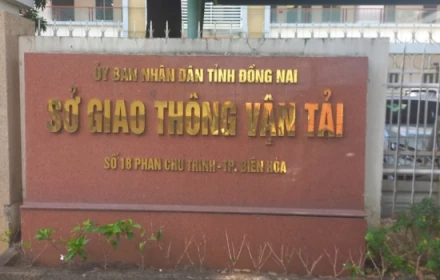 ỦY BAN NHÂN DÂN TỈNH ĐỒNG NAI
SỞ GIAO THÔNG VẬN TẢI
SỐ 18 PHAN CHU TRINH - TP. BIÊN HÒA